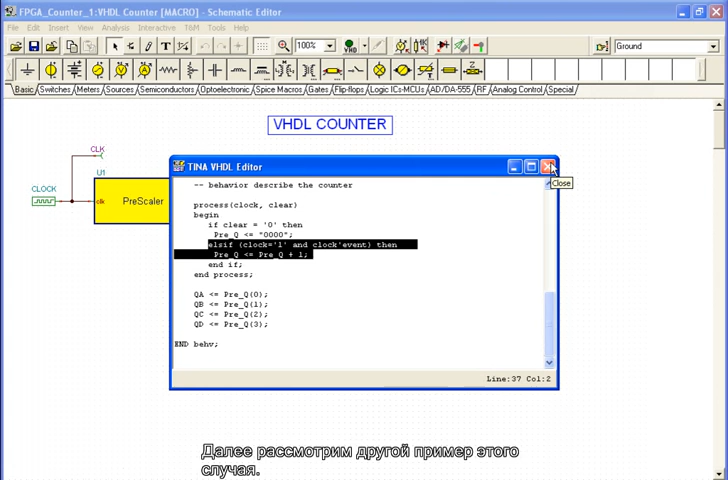 FPGA_Counter_1:VHDL Counter [MACRO] - Schematic Editor
File Edit Insert View Analysis Interactive T&M Tools Help
100% VHD Ground
Basic Switches Meters Sources Semiconductors Optoelectronic Spice Macros Gates Flip-flops Logic ICs-MCUs AD/DA-555 RF Analog Control Special
VHDL COUNTER
CLK
U1
CLOCK
clk PreScaler
TINA VHDL Editor
Close
-- behavior describe the counter
process(clock, clear)
begin
if clear = '0' then
Pre_Q <= "0000";
elsif (clock='1' and clock'event) then
Pre_Q <= Pre_Q + 1;
end if;
end process;
QA <= Pre_Q(0);
QB <= Pre_Q(1);
QC <= Pre_Q(2);
QD <= Pre_Q(3);
END behv;
Line:37 Col:2
Далее рассмотрим другой пример этого
случая.